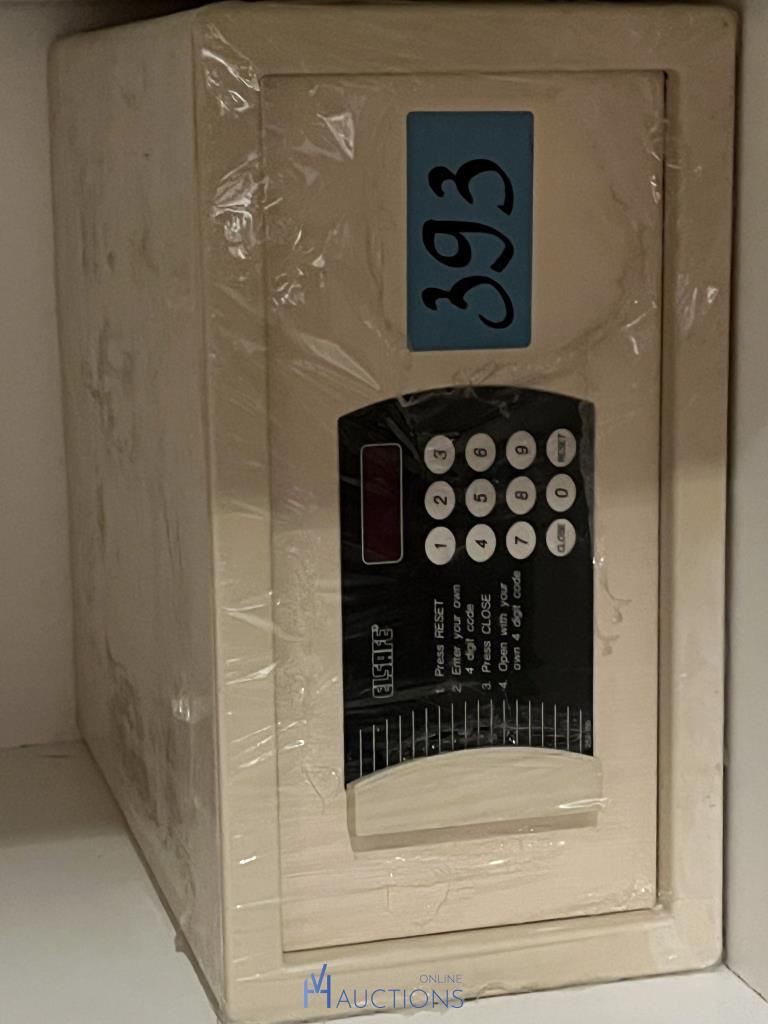 393
ELSAFE®
1. Press RESET
2. Enter your own
4 digit code
3. Press CLOSE
4. Open with your
own 4 digit code
1 2 3
4 5 6
7 8 9
CLOSE 0 RESET
ONLINE
HVAUCTIONS